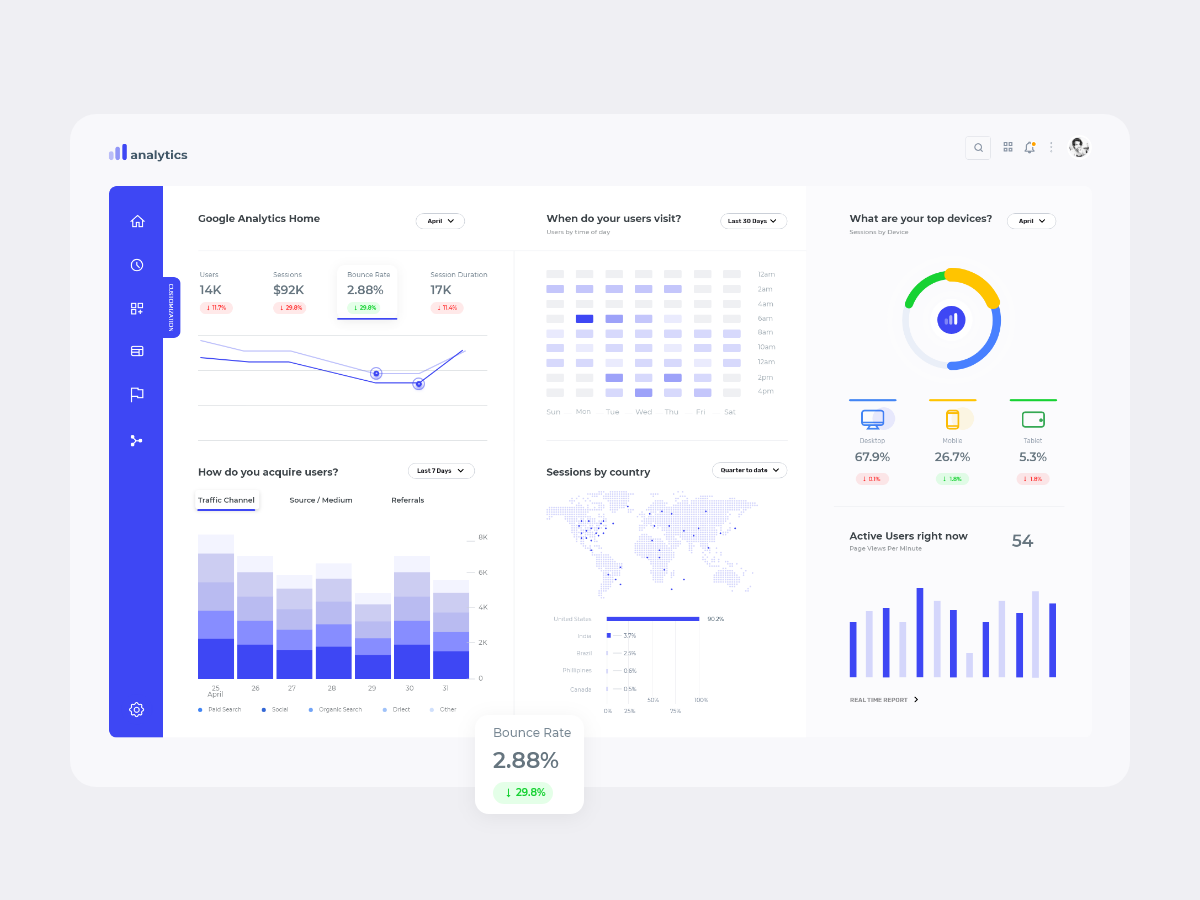 analytics
CUSTOMIZATION
Google Analytics Home
April
Users
14K
↓ 11.7%
Sessions
$92K
↓ 29.8%
Bounce Rate
2.88%
↓ 29.8%
Session Duration
17K
↓ 11.4%
When do your users visit?
Users by time of day
Last 30 Days
12am
2am
4am
6am
8am
10am
12am
2pm
4pm
Sun Mon Tue Wed Thu Fri Sat
What are your top devices?
Sessions by Device
April
Desktop
67.9%
↓ 0.1%
Mobile
26.7%
↓ 1.9%
Tablet
5.3%
↓ 1.8%
How do you acquire users?
Last 7 Days
Traffic Channel Source / Medium Referrals
8K
6K
4K
2K
0
25 26 27 28 29 30 31
April
Paid Search Social Organic Search Driect Other
Sessions by country
Quarter to date
United States 90.2%
India 3.7%
Brasil 2.5%
Phillipines 0.6%
Canada 0.5%
50% 100%
0% 25% 75%
Active Users right now
Page Views Per Minute
54
REAL TIME REPORT
Bounce Rate
2.88%
↓ 29.8%